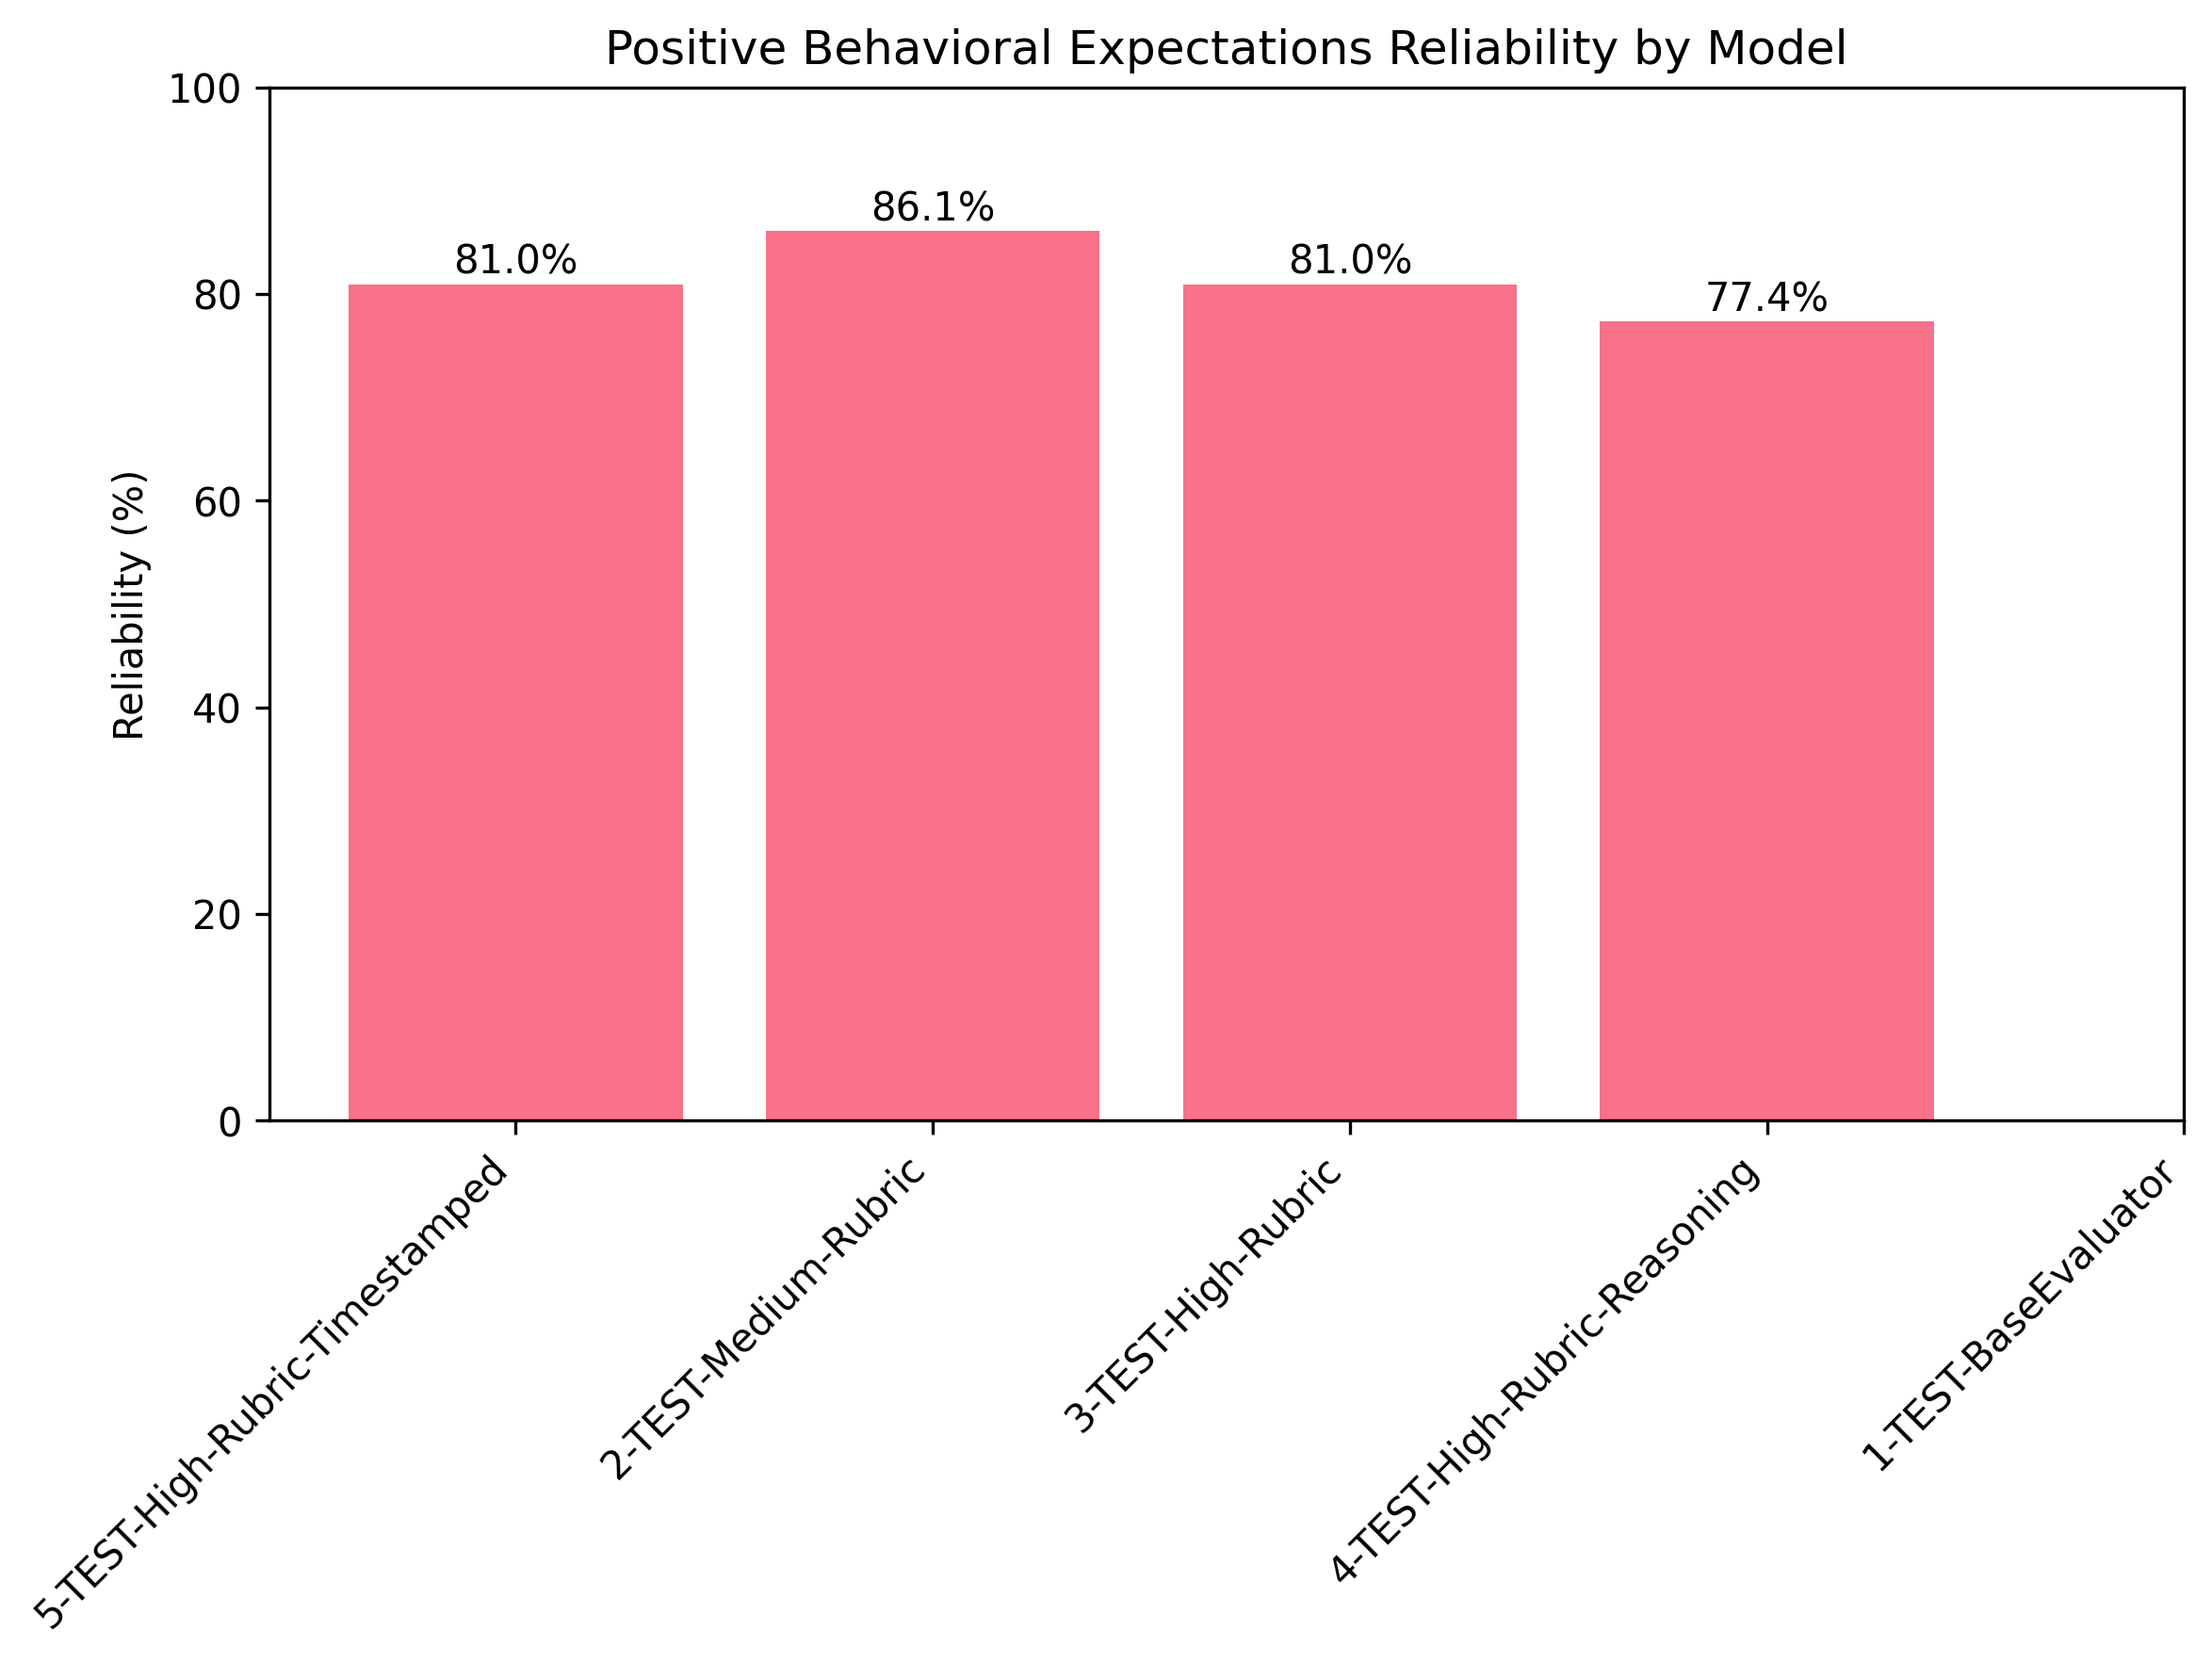 Positive Behavioral Expectations Reliability by Model
Reliability (%)
100
80
60
40
20
0
81.0%
86.1%
81.0%
77.4%
5-TEST-High-Rubric-Timestamped
2-TEST-Medium-Rubric
3-TEST-High-Rubric
4-TEST-High-Rubric-Reasoning
1-TEST-BaseEvaluator